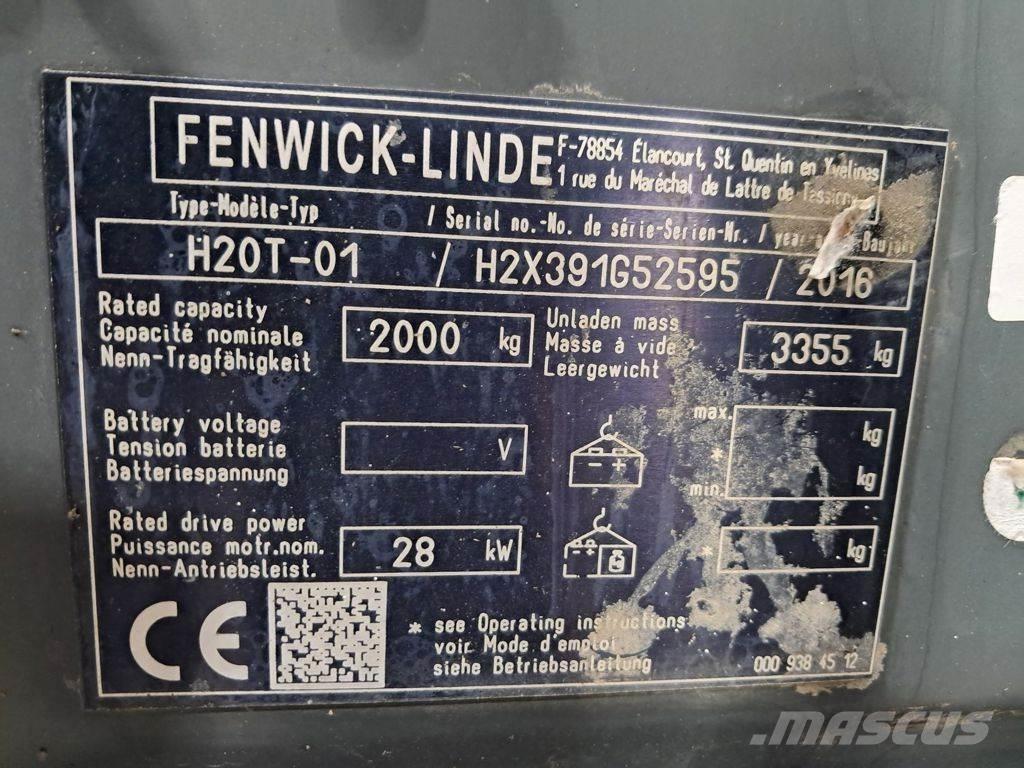 FENWICK-LINDE
F-78854 Élancourt, St. Quentin en Yvelines
1 rue du Maréchal de Lattre de
Type-Modèle-Typ / Serial no.-No. de série-Serien-Nr. / year
H20T-01 / H2X391G52595 / 2016
Rated capacity
Capacité nominale
Nenn-Tragfähigkeit
2000 kg
Unladen mass
Masse à vide
Leergewicht
3355 kg
Battery voltage
Tension batterie
Batteriespannung
V
- +
max. kg
*
min. kg
Rated drive power
Puissance motr.nom.
Nenn-Antriebsleist.
28 kW
- +
* kg
CE
* see Operating instructions
voir Mode d'emploi
siehe Betriebsanleitung
000 938 45 12
MASCUS